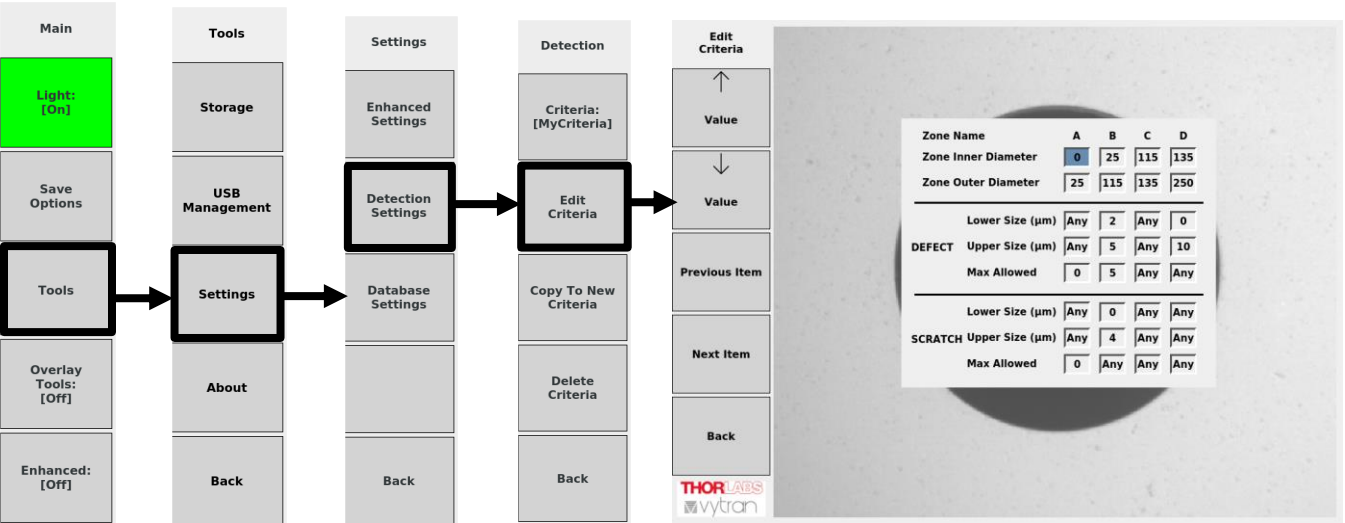 Main
Light:
[On]
Save
Options
Tools
Overlay
Tools:
[Off]
Enhanced:
[Off]
Tools
Storage
USB
Management
Settings
About
Back
Settings
Enhanced
Settings
Detection
Settings
Database
Settings
Back
Detection
Criteria:
[MyCriteria]
Edit
Criteria
Copy To New
Criteria
Delete
Criteria
Back
Edit
Criteria
↑
Value
↓
Value
Previous Item
Next Item
Back
THORLABS
vytran
Zone Name A B C D
Zone Inner Diameter 0 25 115 135
Zone Outer Diameter 25 115 135 250
Lower Size (µm) Any 2 Any 0
DEFECT Upper Size (µm) Any 5 Any 10
Max Allowed 0 5 Any Any
Lower Size (µm) Any 0 Any Any
SCRATCH Upper Size (µm) Any 4 Any Any
Max Allowed 0 Any Any Any